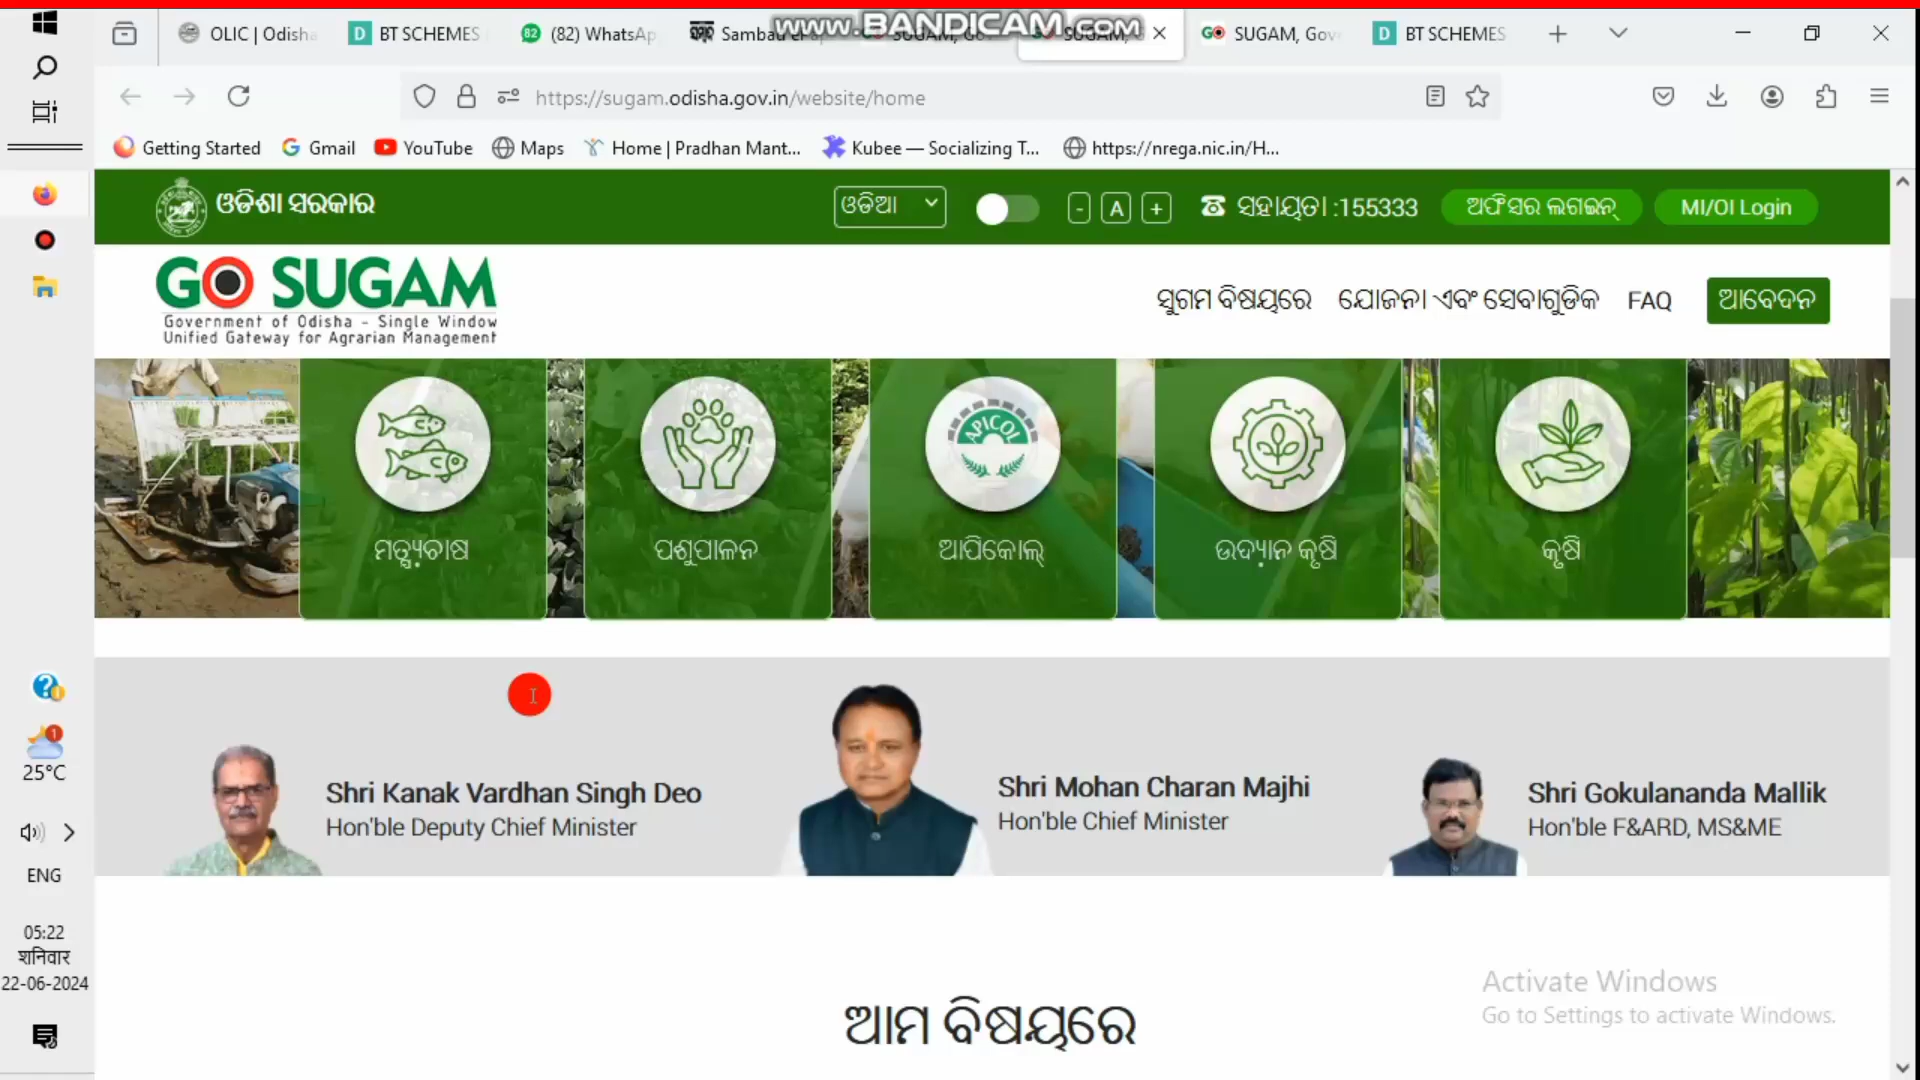 www.BANDICAM.com
OLIC | Odisha
BT SCHEMES
(82) WhatsAp
Sambad
SUGAM, Gov
BT SCHEMES
https://sugam.odisha.gov.in/website/home
Getting Started
Gmail
YouTube
Maps
Home | Pradhan Mant...
Kubee — Socializing T...
https://nrega.nic.in/H...
ଓଡିଶା ସରକାର
ଓଡିଆ
- A +
ସହାୟତା :155333
ଅଫିସର ଲଗଇନ୍
MI/OI Login
GO SUGAM
Government of Odisha - Single Window
Unified Gateway for Agrarian Management
ସୁଗମ ବିଷୟରେ
ଯୋଜନା ଏବଂ ସେବାଗୁଡିକ
FAQ
ଆବେଦନ
APICOL
ମତ୍ସ୍ୟଚାଷ
ପଶୁପାଳନ
ଆପିକୋଲ୍
ଉଦ୍ୟାନ କୃଷି
କୃଷି
Shri Kanak Vardhan Singh Deo
Hon'ble Deputy Chief Minister
Shri Mohan Charan Majhi
Hon'ble Chief Minister
Shri Gokulananda Mallik
Hon'ble F&ARD, MS&ME
ଆମ ବିଷୟରେ
25°C
ENG
05:22
शनिवार
22-06-2024
Activate Windows
Go to Settings to activate Windows.